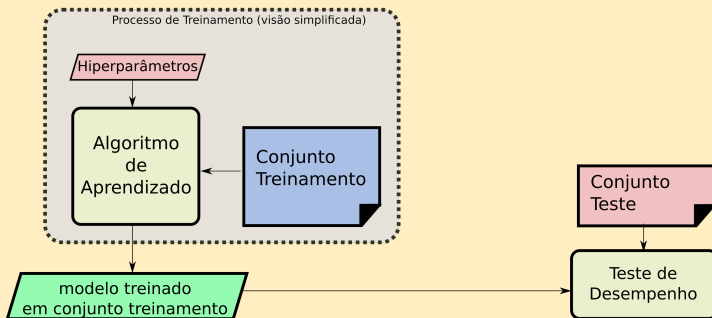 Processo de Treinamento (visão simplificada)
Hiperparâmetros
Algoritmo
de
Aprendizado
Conjunto
Treinamento
Conjunto
Teste
modelo treinado
em conjunto treinamento
Teste de
Desempenho